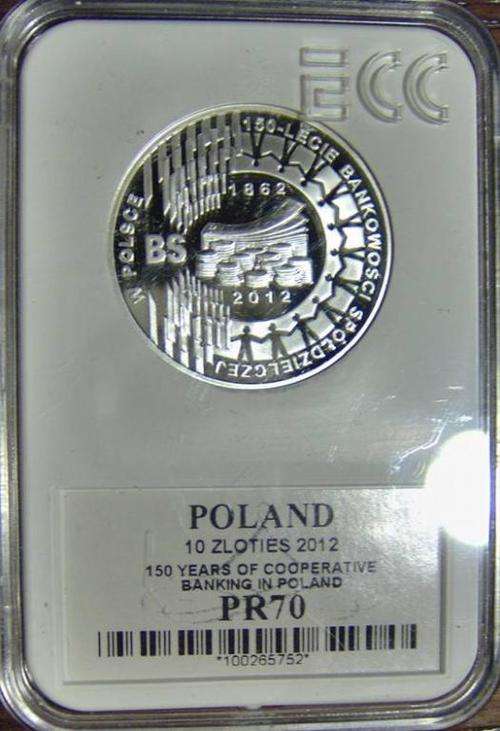 ECC
150-LECIE BANKOWOŚCI SPÓŁDZIELCZEJ
W POLSCE
1862
BS
2012
POLAND
10 ZLOTIES 2012
150 YEARS OF COOPERATIVE
BANKING IN POLAND
PR70
*100265752*